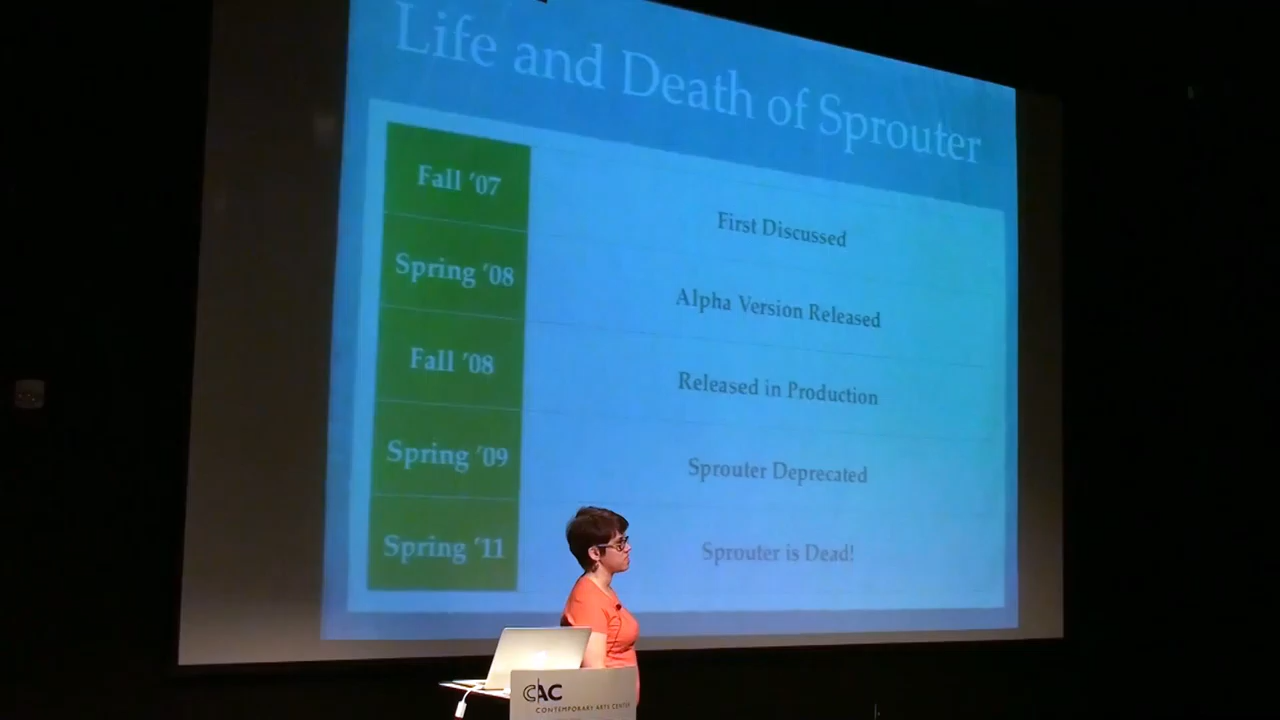 Life and Death of Sprouter
Fall '07
First Discussed
Spring '08
Alpha Version Released
Fall '08
Released in Production
Spring '09
Sprouter Deprecated
Spring '11
Sprouter is Dead!
CAC
CONTEMPORARY ARTS CENTER